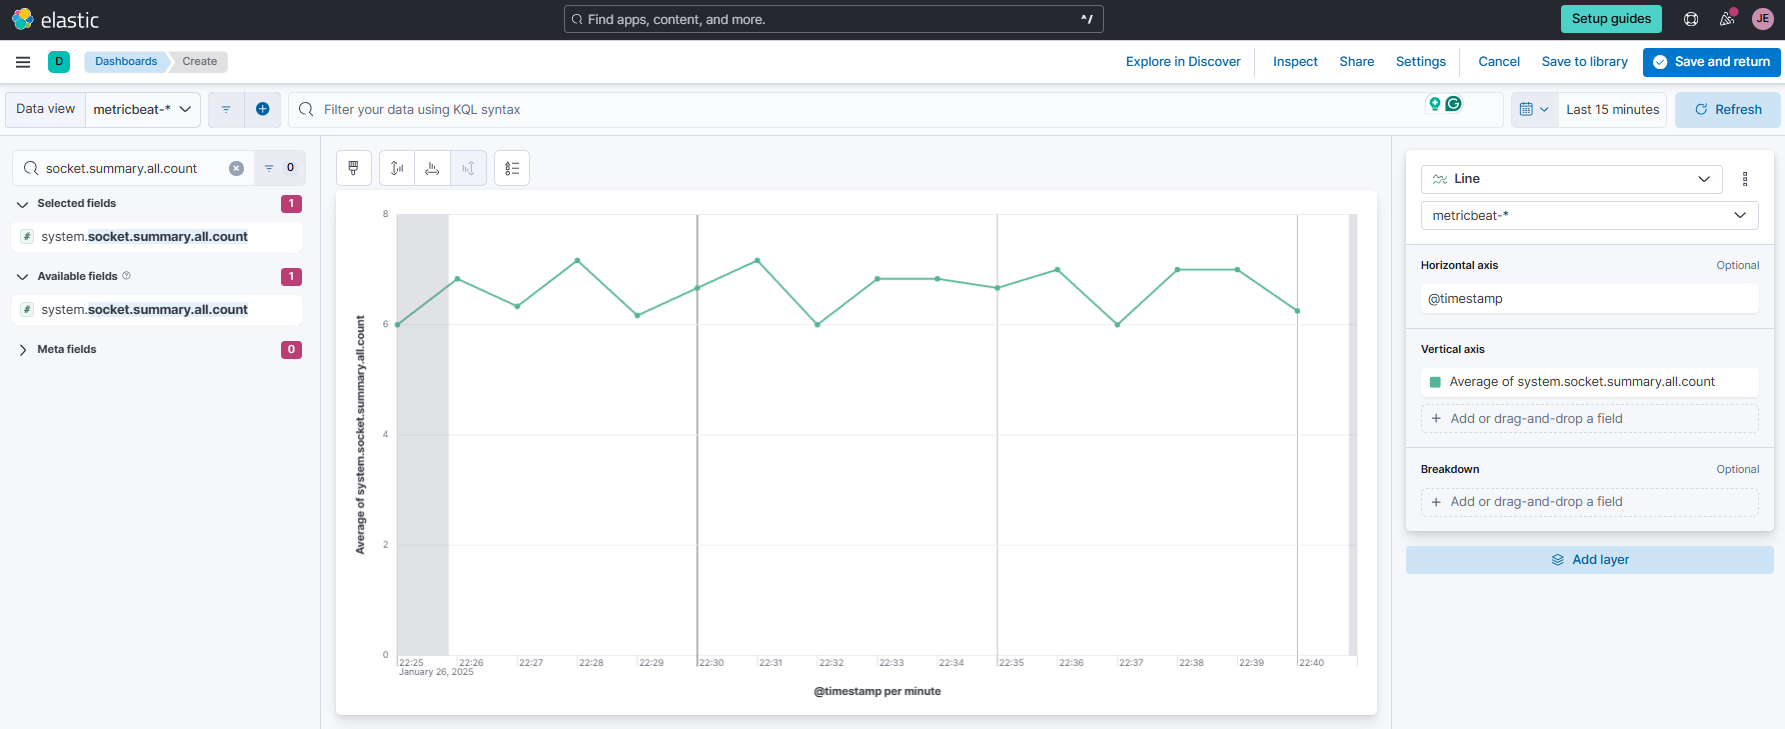 elastic
Find apps, content, and more.
^/
Setup guides
JE
D
Dashboards
Create
Explore in Discover
Inspect
Share
Settings
Cancel
Save to library
Save and return
Data view
metricbeat-*
Filter your data using KQL syntax
Last 15 minutes
Refresh
socket.summary.all.count
0
Selected fields
1
# system.socket.summary.all.count
Available fields
1
# system.socket.summary.all.count
Meta fields
0
8
6
4
2
0
Average of system.socket.summary.all.count
22:25 22:26 22:27 22:28 22:29 22:30 22:31 22:32 22:33 22:34 22:35 22:36 22:37 22:38 22:39 22:40
January 26, 2025
@timestamp per minute
Line
metricbeat-*
Horizontal axis
Optional
@timestamp
Vertical axis
Average of system.socket.summary.all.count
+ Add or drag-and-drop a field
Breakdown
Optional
+ Add or drag-and-drop a field
Add layer